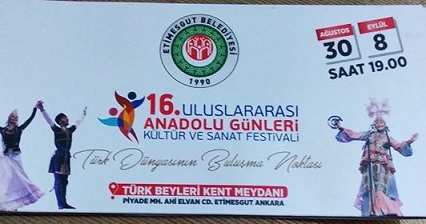 ETİMESGUT BELEDİYESİ
1990
AĞUSTOS EYLÜL
30 8
SAAT 19.00
16. ULUSLARARASI
ANADOLU GÜNLERİ
KÜLTÜR VE SANAT FESTİVALİ
Türk Dünyasının Buluşma Noktası
TÜRK BEYLERİ KENT MEYDANI
PİYADE MH. AHİ ELVAN CD. ETİMESGUT ANKARA